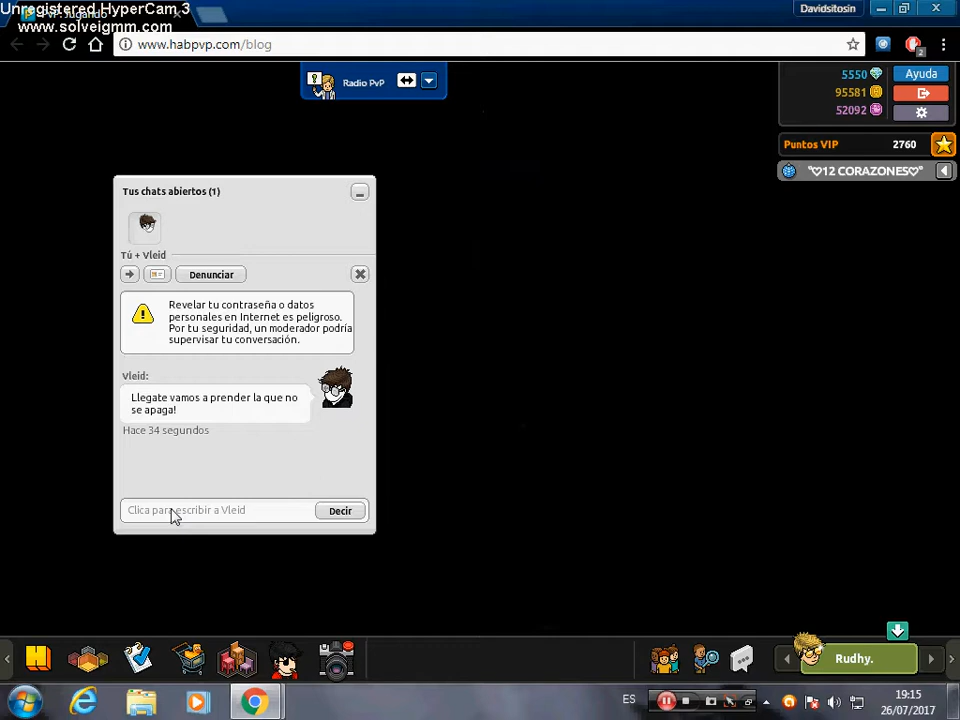 Unregistered HyperCam 3
www.solveigmm.com
Davidsitosin
www.habpvp.com/blog
2
Radio PvP
5550
Ayuda
95581
52092
Puntos VIP 2760
"♡12 CORAZONES♡"
Tus chats abiertos (1)
Tú + Vleid
Denunciar
Revelar tu contraseña o datos
personales en Internet es peligroso.
Por tu seguridad, un moderador podría
supervisar tu conversación.
Vleid:
Llegate vamos a prender la que no
se apaga!
Hace 34 segundos
Clica para escribir a Vleid
Decir
Rudhy.
ES
19:15
26/07/2017